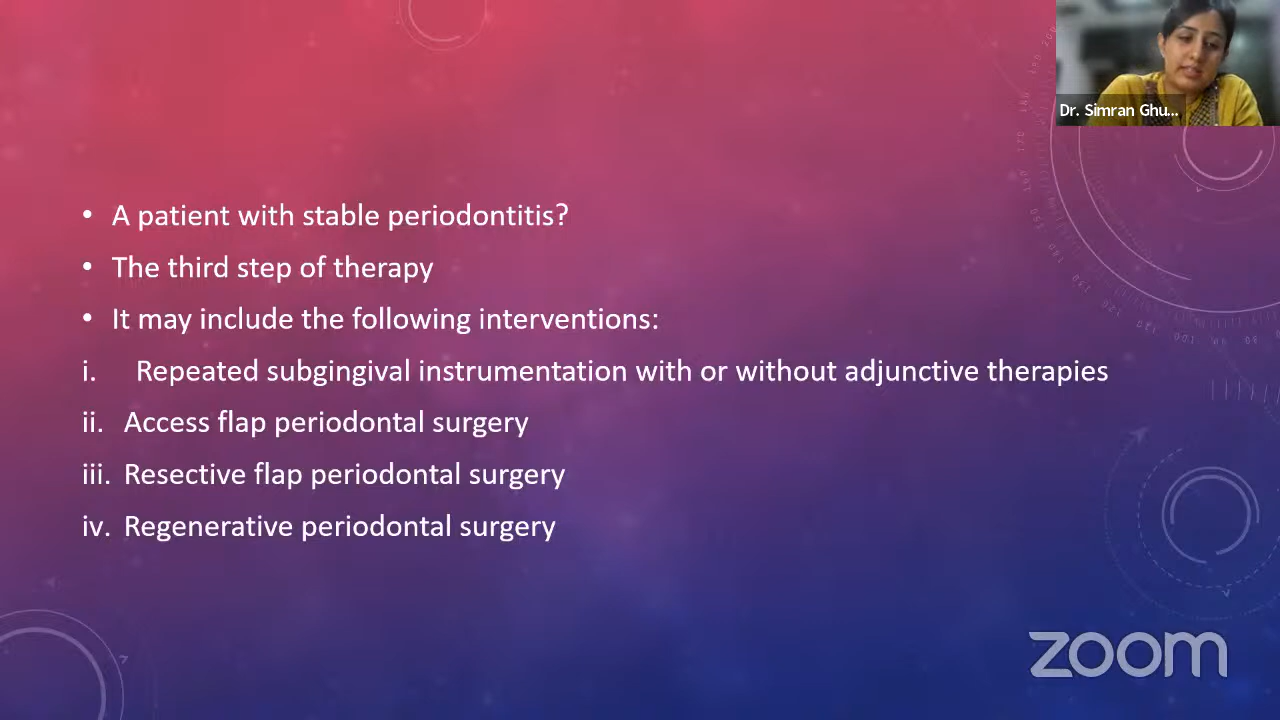 Dr. Simran Ghu...
• A patient with stable periodontitis?
• The third step of therapy
• It may include the following interventions:
i. Repeated subgingival instrumentation with or without adjunctive therapies
ii. Access flap periodontal surgery
iii. Resective flap periodontal surgery
iv. Regenerative periodontal surgery
zoom